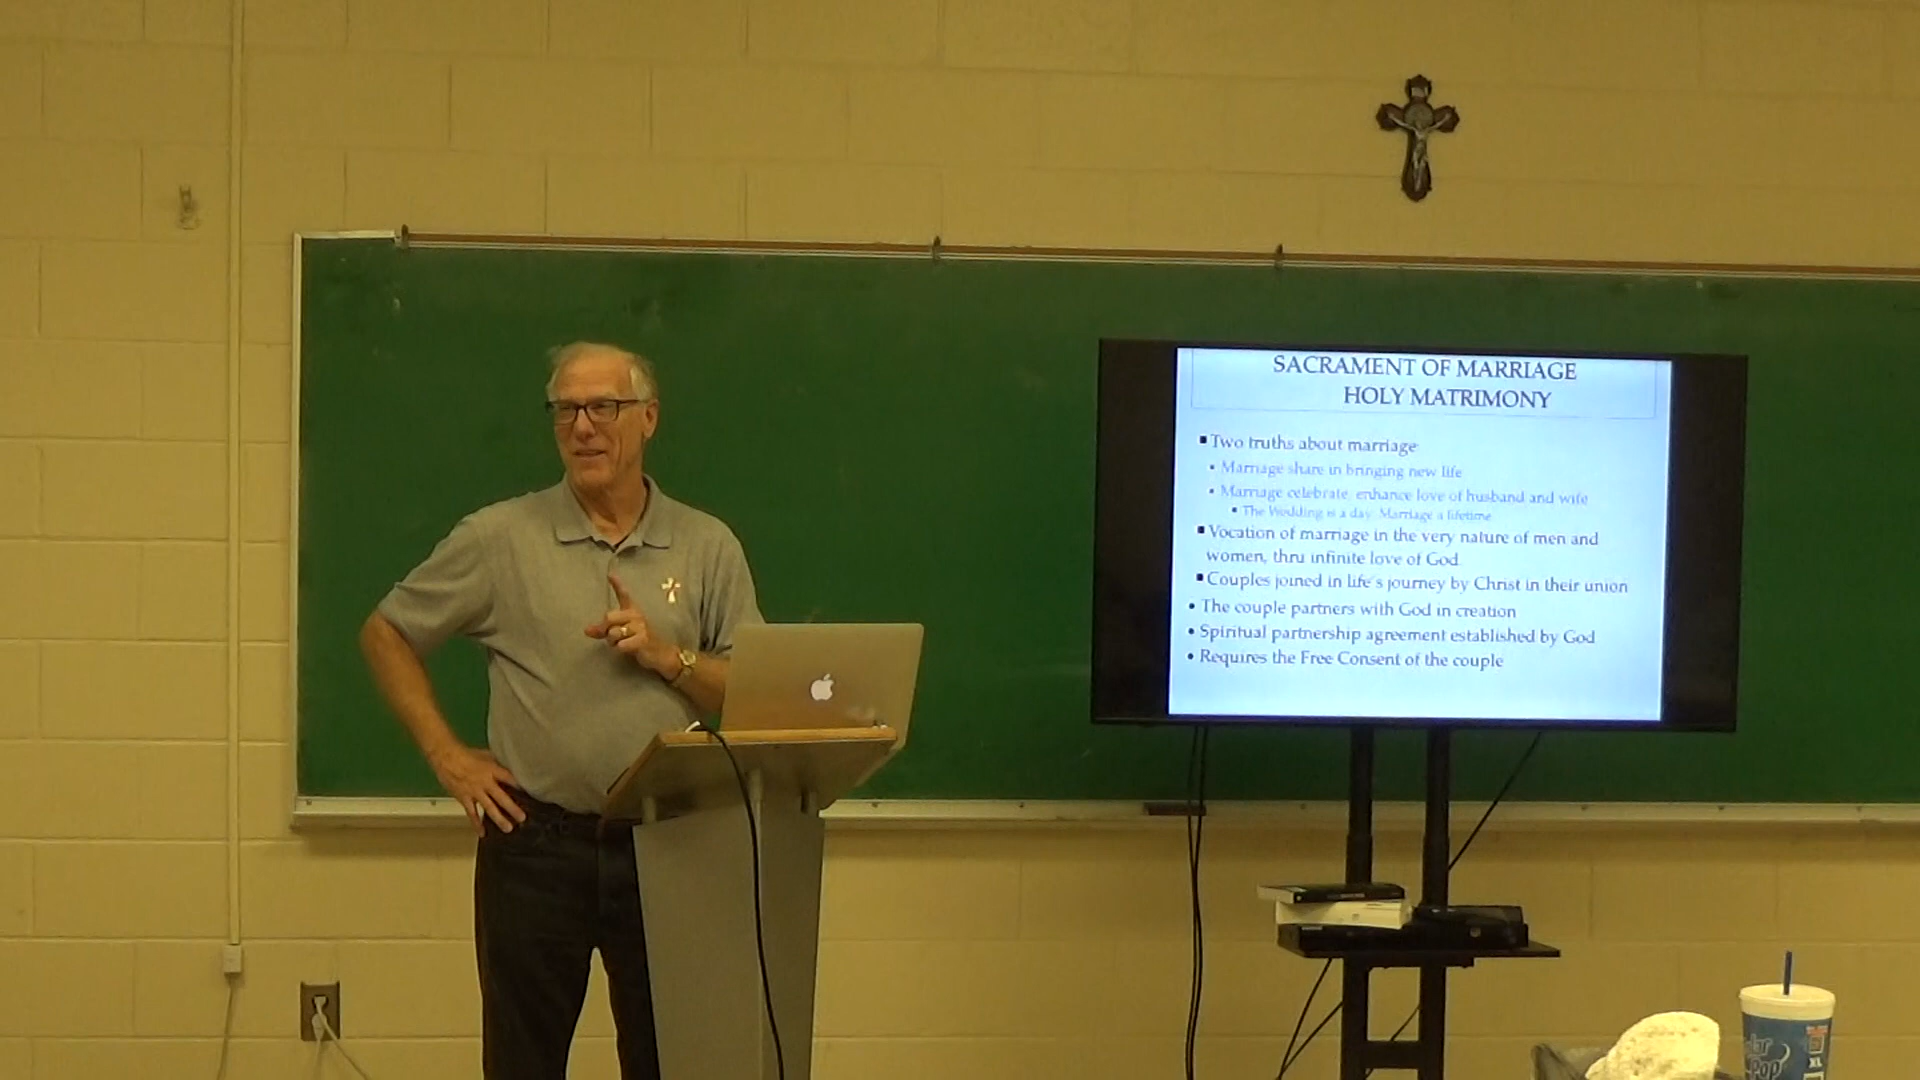 SACRAMENT OF MARRIAGE
HOLY MATRIMONY
Two truths about marriage
Marriage share in bringing new life
Marriage celebrate, enhance love of husband and wife
The Wedding is a day, Marriage a lifetime
Vocation of marriage in the very nature of men and
women, thru infinite love of God.
Couples joined in life's journey by Christ in their union
The couple partners with God in creation
Spiritual partnership agreement established by God
Requires the Free Consent of the couple
Pop
XL